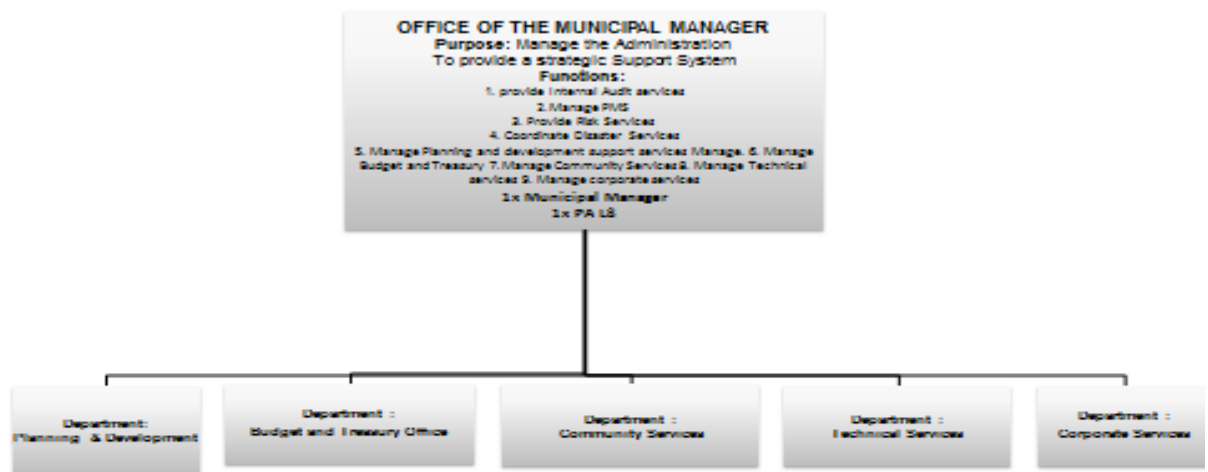 OFFICE OF THE MUNICIPAL MANAGER
Purpose: Manage the Administration
To provide a strategic Support System
Functions:
1. provide Internal Audit services
2. Manage PMS
3. Provide Risk Services
4. Coordinate Disaster Services
5. Manage Planning and development support services Manage. 6. Manage
Budget and Treasury 7. Manage Community Services 8. Manage Technical
services 9. Manage corporate services
1x Municipal Manager
1x PA L8
Department:
Planning & Development
Department :
Budget and Treasury Office
Department :
Community Services
Department :
Technical Services
Department :
Corporate Services